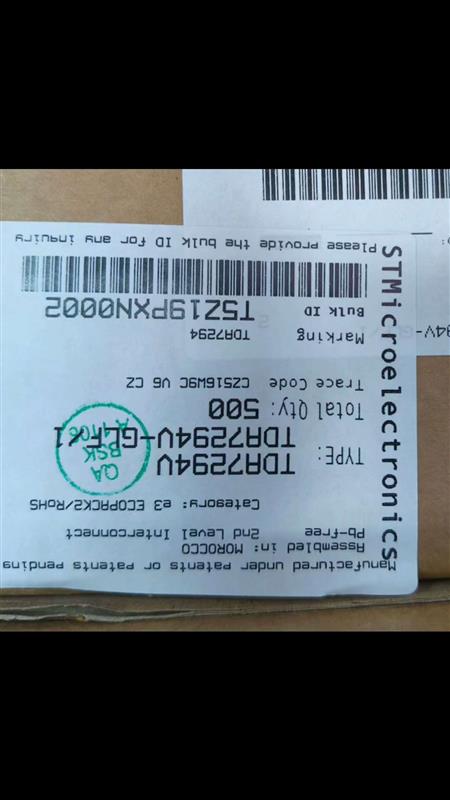 Manufactured under patents or patents pending
Assembled in: MOROCCO
Pb-free 2nd Level Interconnect
Category: e3 ECOPACK2/RoHS
TYPE: TDA7294V
TDA7294V-GLF×1
Total Qty: 500
Trace Code CZ516W9C V6 CZ
Marking TDA7294
Bulk ID T5Z19PXN0002
Please provide the bulk ID for any inquiry
STMicroelectronics
QA
BSK